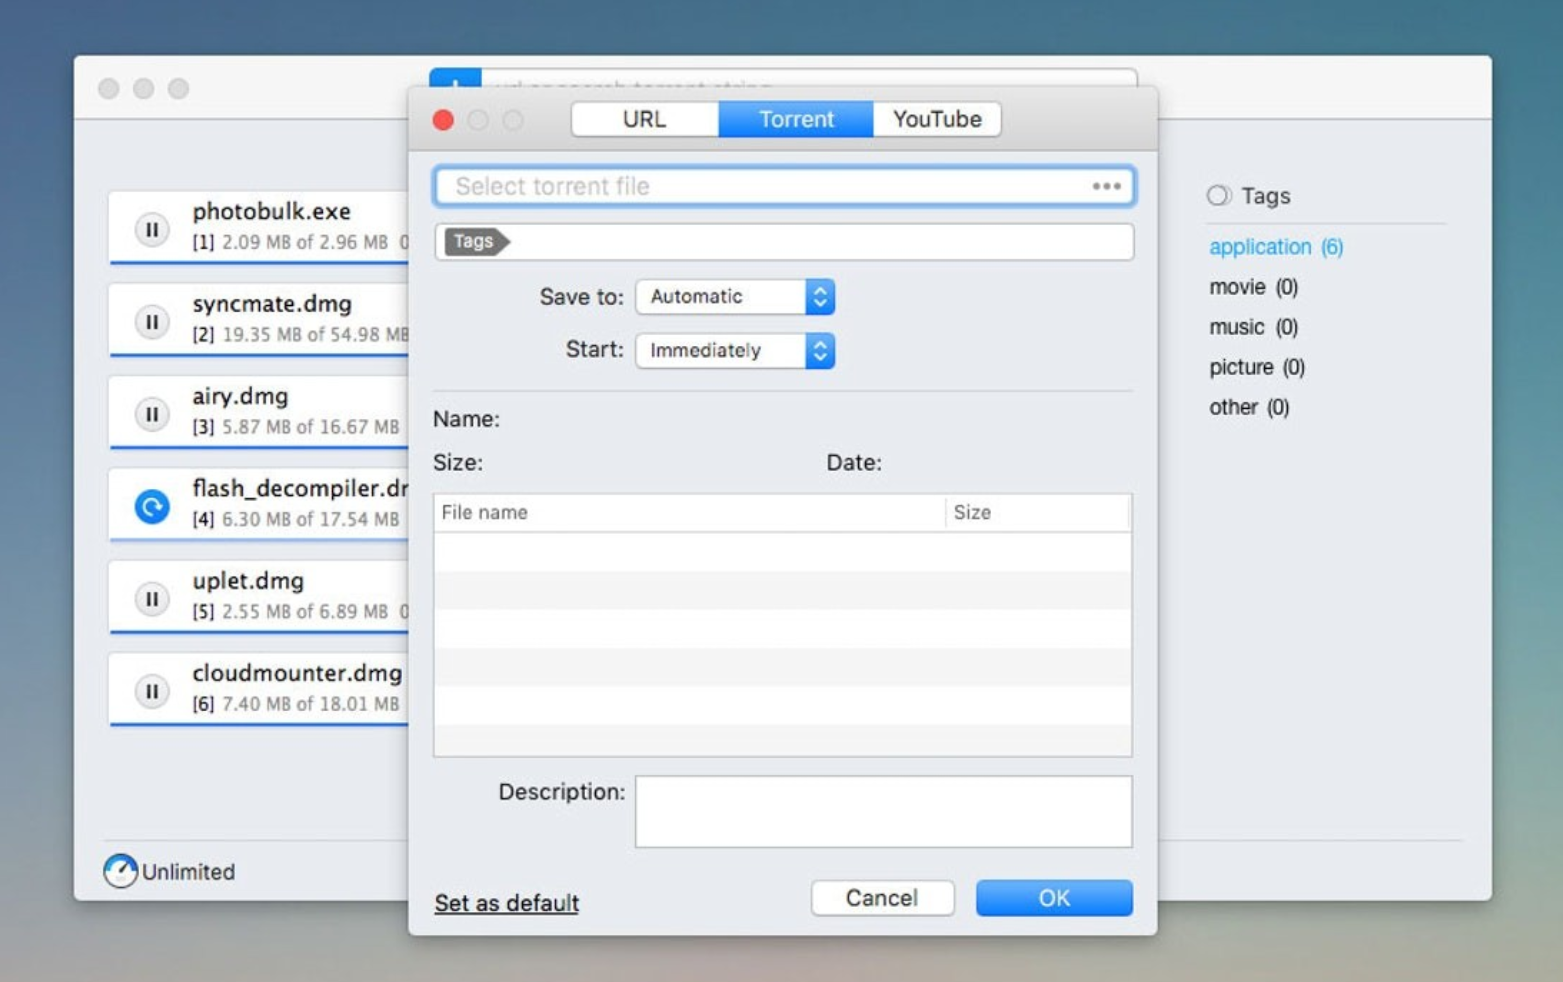 URL Torrent YouTube
Select torrent file
Tags
Save to: Automatic
Start: Immediately
Name:
Size: Date:
File name Size
Description:
Set as default Cancel OK
photobulk.exe
[1] 2.09 MB of 2.96 MB
syncmate.dmg
[2] 19.35 MB of 54.98 MB
airy.dmg
[3] 5.87 MB of 16.67 MB
[4] 6.30 MB of 17.54 MB
uplet.dmg
[5] 2.55 MB of 6.89 MB
cloudmounter.dmg
[6] 7.40 MB of 18.01 MB
Unlimited
Tags
application (6)
movie (0)
music (0)
picture (0)
other (0)